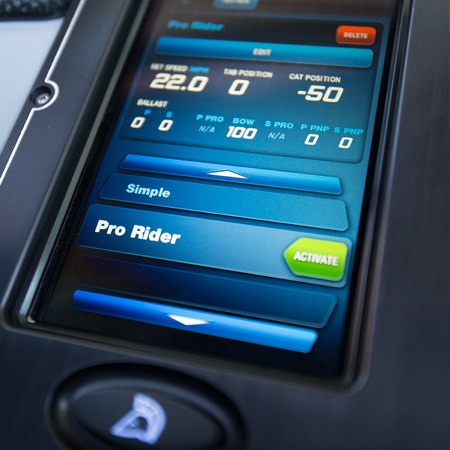 Pro Rider
DELETE
EDIT
SET SPEED MPH TAB POSITION CAT POSITION
22.0 0 -50
BALLAST
P S P PRO BOW S PRO P PNP S PNP
0 0 N/A 100 N/A 0 0
Simple
Pro Rider
ACTIVATE